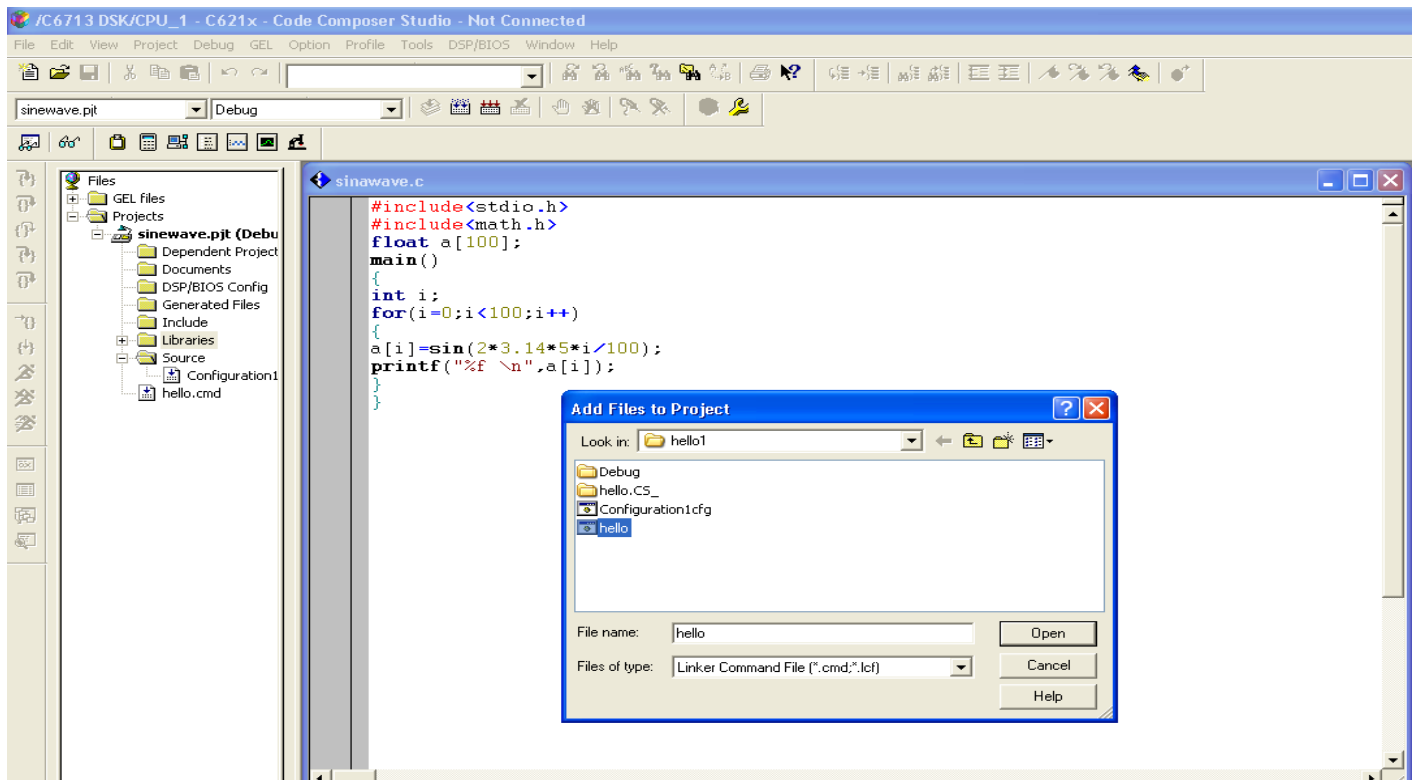 /C6713 DSK/CPU_1 - C621x - Code Composer Studio - Not Connected
File Edit View Project Debug GEL Option Profile Tools DSP/BIOS Window Help
sinewave.pjt Debug
Files
GEL files
Projects
sinewave.pjt (Debu
Dependent Project
Documents
DSP/BIOS Config
Generated Files
Include
Libraries
Source
Configuration1
hello.cmd
sinawave.c
#include<stdio.h>
#include<math.h>
float a[100];
main()
{
int i;
for(i=0;i<100;i++)
{
a[i]=sin(2*3.14*5*i/100);
printf("%f \n",a[i]);
}
}
Add Files to Project
Look in: hello1
Debug
hello.CS_
Configuration1cfg
hello
File name: hello Open
Files of type: Linker Command File (*.cmd;*.lcf) Cancel
Help